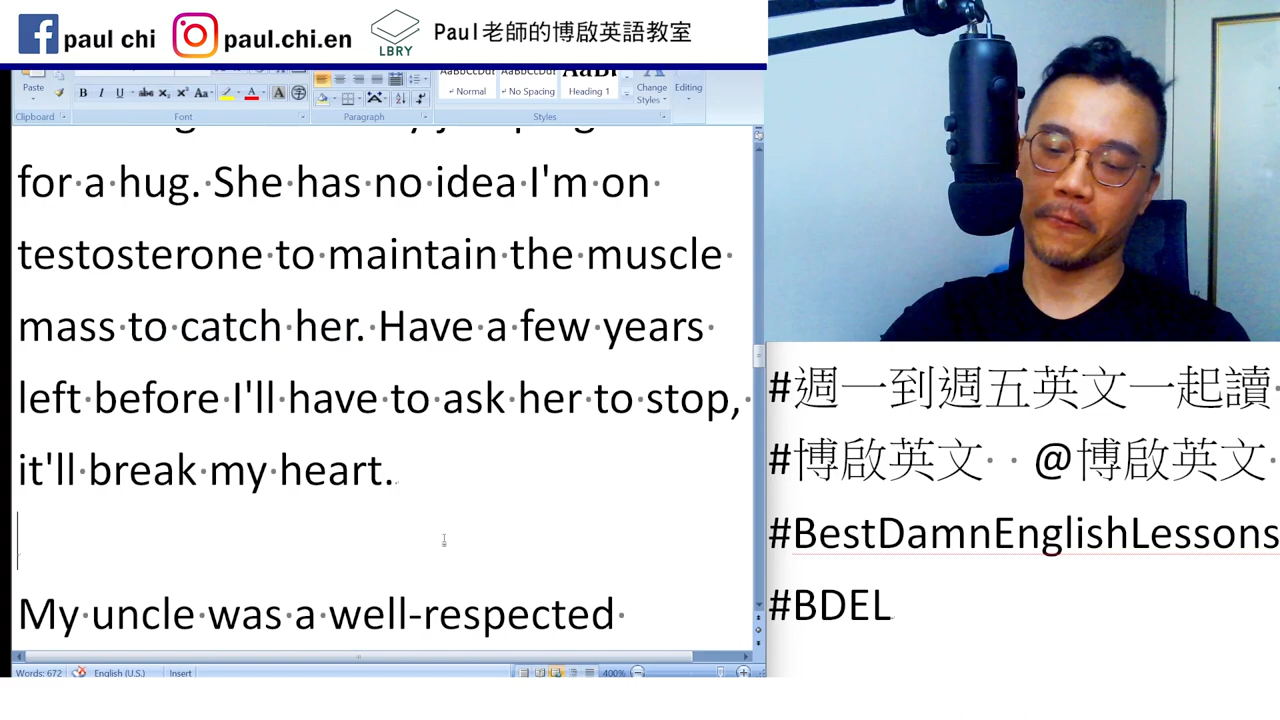 paul chi
paul.chi.en
LBRY
Paul老師的博啟英語教室
Paste
Normal
No Spacing
Heading 1
Change Styles
Editing
Clipboard
Font
Paragraph
Styles
for a hug. She has no idea I'm on
testosterone to maintain the muscle
mass to catch her. Have a few years
left before I'll have to ask her to stop,
it'll break my heart.
My uncle was a well-respected
Words: 672
English (U.S.)
Insert
400%
#週一到週五英文一起讀
#博啟英文 @博啟英文
#BestDamnEnglishLessons
#BDEL